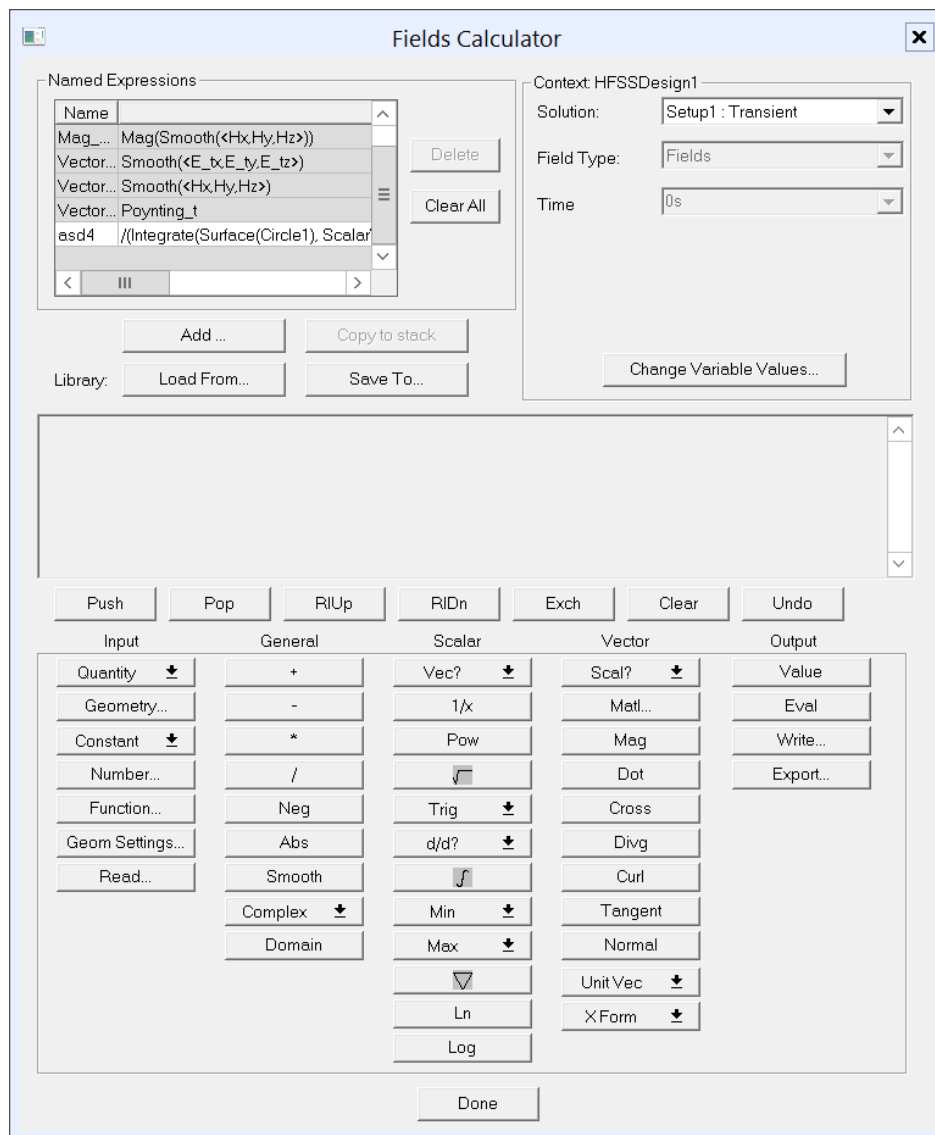 Fields Calculator
Named Expressions
Name
Mag_... Mag(Smooth(<Hx,Hy,Hz>))
Vector... Smooth(<E_tx,E_ty,E_tz>)
Vector... Smooth(<Hx,Hy,Hz>)
Vector... Poynting_t
asd4 /(Integrate(Surface(Circle1), Scalar
Delete
Clear All
Context: HFSSDesign1
Solution: Setup1 : Transient
Field Type: Fields
Time 0s
Change Variable Values...
Add ... Copy to stack
Library: Load From... Save To...
Push Pop RlUp RlDn Exch Clear Undo
Input General Scalar Vector Output
Quantity + Vec? Scal? Value
Geometry... - 1/x Matl... Eval
Constant * Pow Mag Write...
Number... / √ Dot Export...
Function... Neg Trig Cross
Geom Settings... Abs d/d? Divg
Read... Smooth ∫ Curl
Complex Min Tangent
Domain Max Normal
▽ Unit Vec
Ln X Form
Log
Done